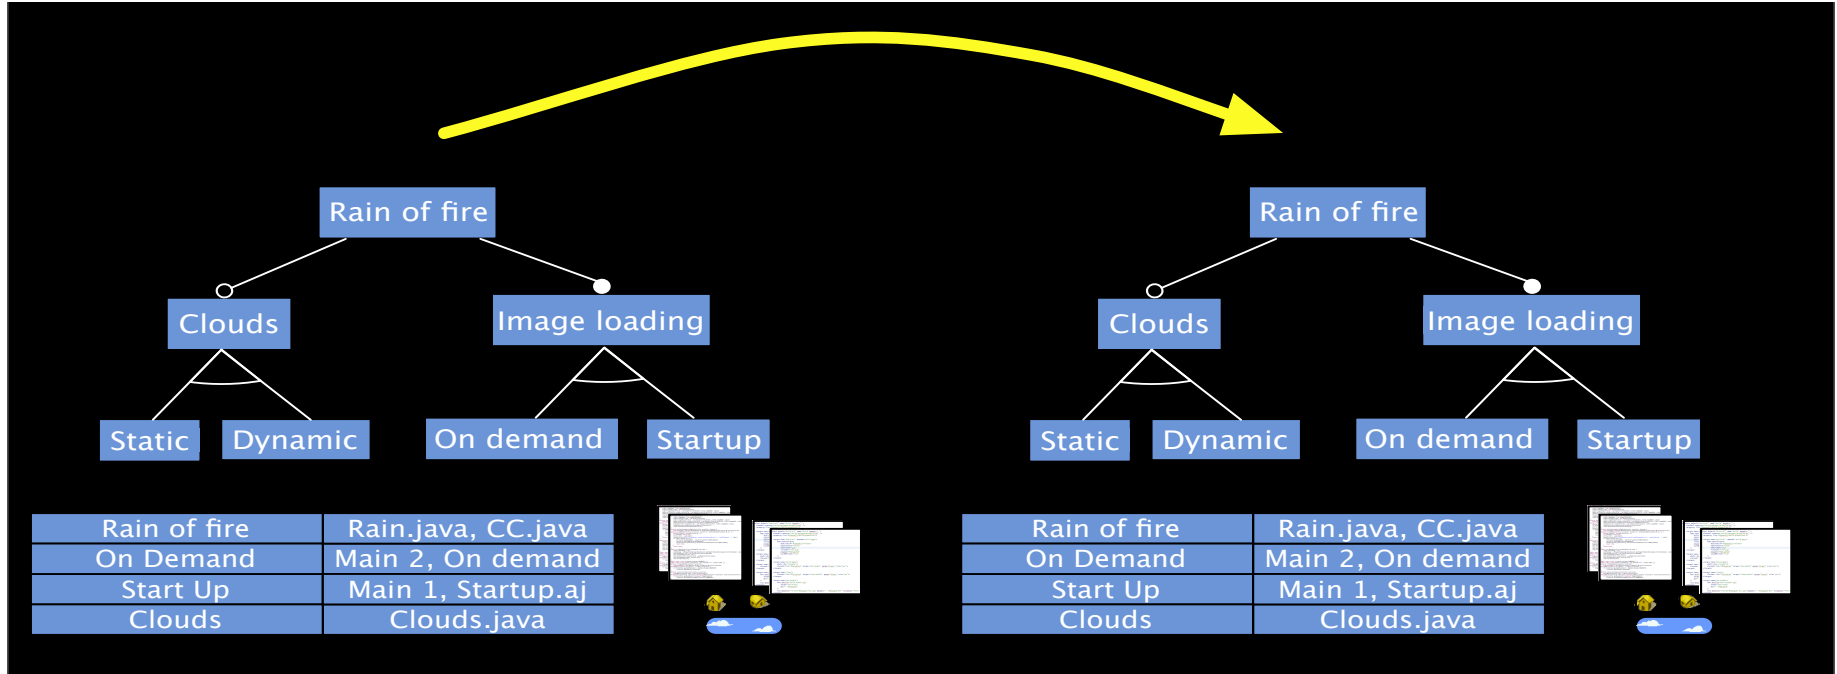 Rain of fire
Clouds
Image loading
Static
Dynamic
On demand
Startup
Rain of fire Rain.java, CC.java
On Demand Main 2, On demand
Start Up Main 1, Startup.aj
Clouds Clouds.java
Rain of fire
Clouds
Image loading
Static
Dynamic
On demand
Startup
Rain of fire Rain.java, CC.java
On Demand Main 2, On demand
Start Up Main 1, Startup.aj
Clouds Clouds.java